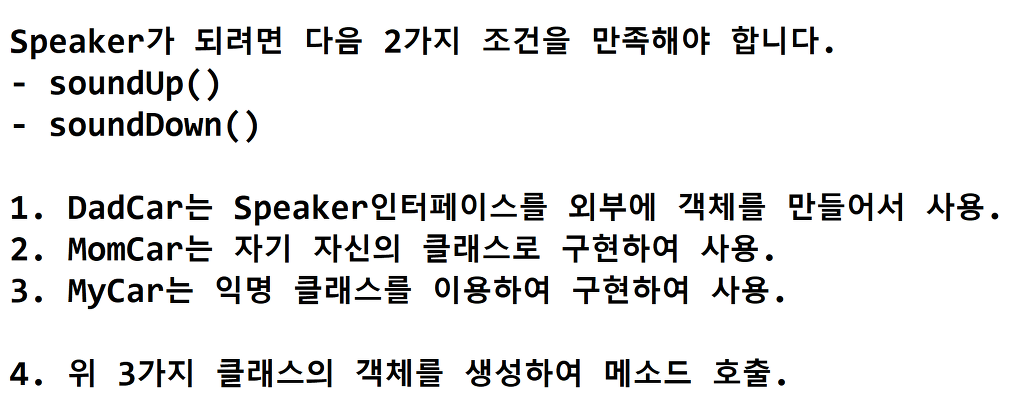 Speaker가 되려면 다음 2가지 조건을 만족해야 합니다.
- soundUp()
- soundDown()
1. DadCar는 Speaker인터페이스를 외부에 객체를 만들어서 사용.
2. MomCar는 자기 자신의 클래스로 구현하여 사용.
3. MyCar는 익명 클래스를 이용하여 구현하여 사용.
4. 위 3가지 클래스의 객체를 생성하여 메소드 호출.